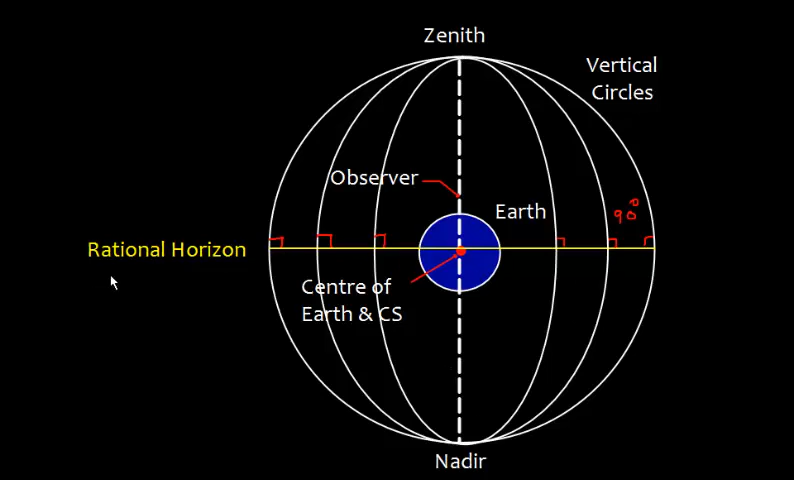 Zenith
Vertical
Circles
Observer
Earth
90°
Rational Horizon
Centre of
Earth & CS
Nadir